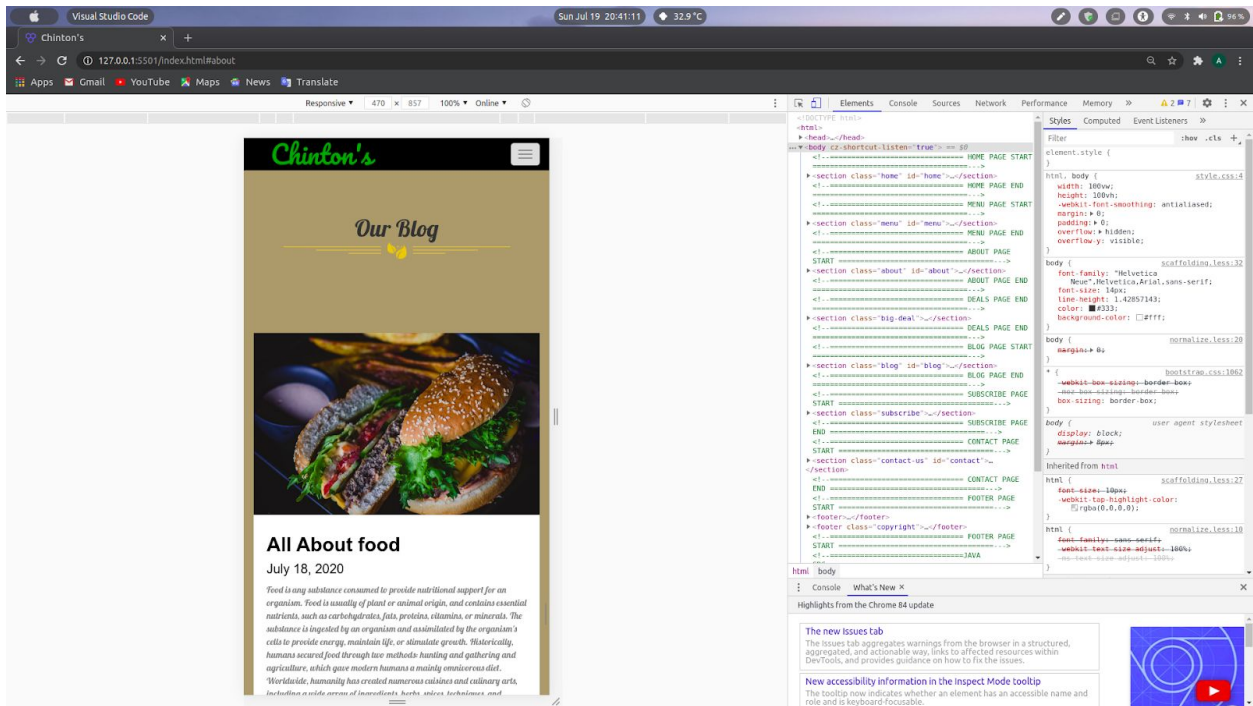 Visual Studio Code
Sun Jul 19 20:41:11
32.9 °C
96 %
Chinton's × +
127.0.0.1:5501/index.html#about
Apps Gmail YouTube Maps News Translate
Responsive ▼ 470 × 857 100% ▼ Online ▼
Chinton's
Our Blog
All About food
July 18, 2020
Food is any substance consumed to provide nutritional support for an
organism. Food is usually of plant or animal origin, and contains essential
nutrients, such as carbohydrates, fats, proteins, vitamins, or minerals. The
substance is ingested by an organism and assimilated by the organism's
cells to provide energy, maintain life, or stimulate growth. Historically,
humans secured food through two methods: hunting and gathering and
agriculture, which gave modern humans a mainly omnivorous diet.
Worldwide, humanity has created numerous cuisines and culinary arts,
including a wide array of ingredients, herbs, spices, techniques, and
Elements Console Sources Network Performance Memory » 2 7
<!DOCTYPE html>
<html>
<head>…</head>
<body cz-shortcut-listen="true"> == $0
<!--================================ HOME PAGE START
===================================--->
<section class="home" id="home">…</section>
<!--================================ HOME PAGE END
===================================--->
<!--================================ MENU PAGE START
===================================--->
<section class="menu" id="menu">…</section>
<!--================================ MENU PAGE END
===================================--->
<!--================================ ABOUT PAGE
START ===================================--->
<section class="about" id="about">…</section>
<!--================================ ABOUT PAGE END
===================================--->
<!--================================ DEALS PAGE END
===================================--->
<section class="big-deal">…</section>
<!--================================ DEALS PAGE END
===================================--->
<!--================================ BLOG PAGE START
===================================--->
<section class="blog" id="blog">…</section>
<!--================================ BLOG PAGE END
===================================--->
<!--================================ SUBSCRIBE PAGE
START ===================================--->
<section class="subscribe">…</section>
<!--================================ SUBSCRIBE PAGE
END ===================================--->
<!--================================ CONTACT PAGE
START ===================================--->
<section class="contact-us" id="contact">…
</section>
<!--================================ CONTACT PAGE
END ===================================--->
<!--================================ FOOTER PAGE
START ===================================--->
<footer>…</footer>
<footer class="copyright">…</footer>
<!--================================ FOOTER PAGE
START ===================================--->
<!--================================JAVA
html body
Styles Computed Event Listeners »
Filter :hov .cls +
element.style {
}
html, body { style.css:4
width: 100vw;
height: 100vh;
-webkit-font-smoothing: antialiased;
margin: 0;
padding: 0;
overflow: hidden;
overflow-y: visible;
}
body { scaffolding.less:32
font-family: "Helvetica
Neue",Helvetica,Arial,sans-serif;
font-size: 14px;
line-height: 1.42857143;
color: #333;
background-color: #fff;
}
body { normalize.less:20
margin: 0;
}
* { bootstrap.css:1062
-webkit-box-sizing: border-box;
-moz-box-sizing: border-box;
box-sizing: border-box;
}
body { user agent stylesheet
display: block;
margin: 8px;
}
Inherited from html
html { scaffolding.less:27
font-size: 10px;
-webkit-tap-highlight-color:
rgba(0,0,0,0);
}
html { normalize.less:10
font-family: sans-serif;
-webkit-text-size-adjust: 100%;
-ms-text-size-adjust: 100%;
}
Console What's New ×
Highlights from the Chrome 84 update
The new Issues tab
The Issues tab aggregates warnings from the browser in a structured,
aggregated, and actionable way, links to affected resources within
DevTools, and provides guidance on how to fix the issues.
New accessibility information in the Inspect Mode tooltip
The tooltip now indicates whether an element has an accessible name and
role and is keyboard-focusable.